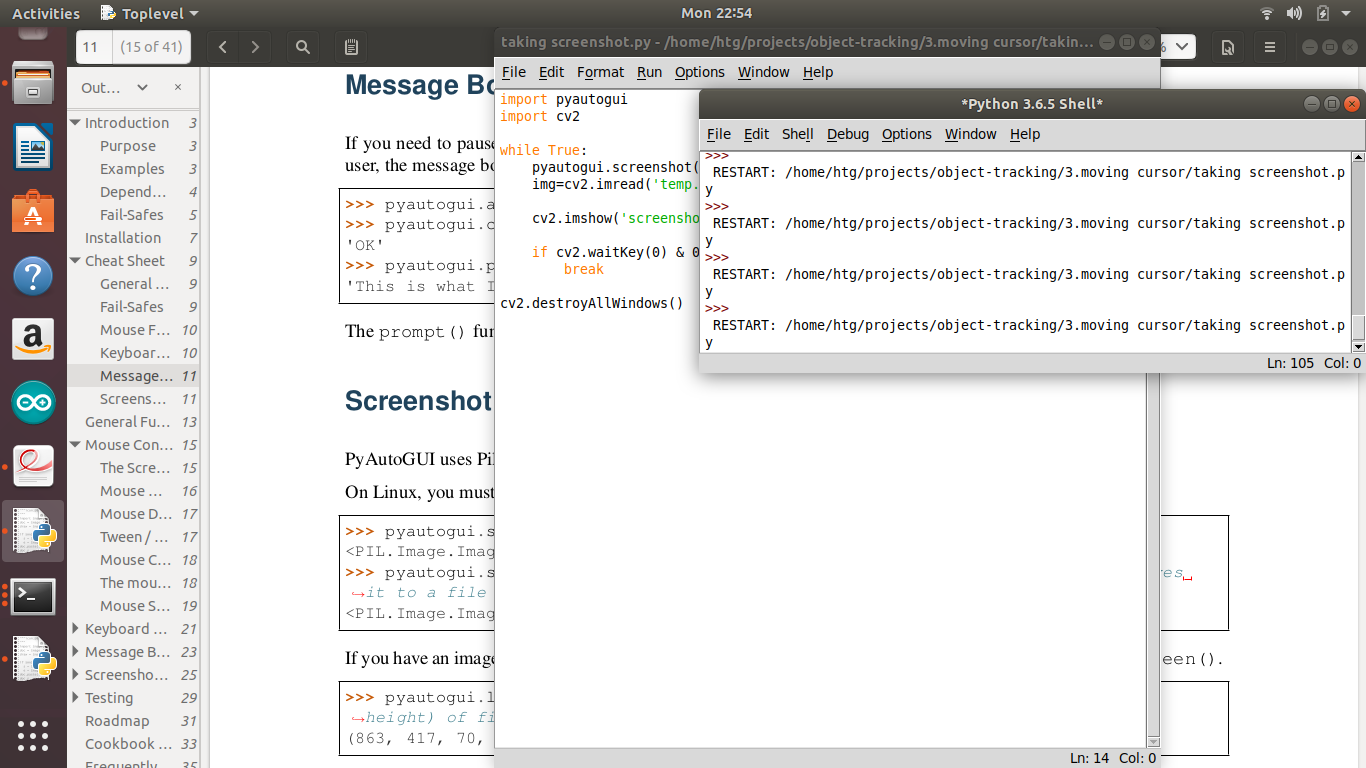 Activities
Toplevel
Mon 22:54
11
(15 of 41)
Out…
Introduction 3
Purpose 3
Examples 3
Depend… 4
Fail-Safes 5
Installation 7
Cheat Sheet 9
General … 9
Fail-Safes 9
Mouse F… 10
Keyboar… 10
Message… 11
Screens… 11
General Fu… 13
Mouse Con… 15
The Scre… 15
Mouse … 16
Mouse D… 17
Tween / … 17
Mouse C… 18
The mou… 18
Mouse S… 19
Keyboard … 21
Message B… 23
Screensho… 25
Testing 29
Roadmap 31
Cookbook … 33
Frequently 35
Message Bo
If you need to pause
user, the message bo
>>> pyautogui.a
>>> pyautogui.c
'OK'
>>> pyautogui.p
'This is what I
The prompt() fun
Screenshot
PyAutoGUI uses Pil
On Linux, you must
>>> pyautogui.s
<PIL.Image.Imag
>>> pyautogui.s
it to a file
<PIL.Image.Imag
If you have an image
een().
>>> pyautogui.l
height) of fi
(863, 417, 70,
%
taking screenshot.py - /home/htg/projects/object-tracking/3.moving cursor/takin...
File Edit Format Run Options Window Help
import pyautogui
import cv2
while True:
pyautogui.screenshot(
img=cv2.imread('temp.
cv2.imshow('screensho
if cv2.waitKey(0) & 0
break
cv2.destroyAllWindows()
Ln: 14 Col: 0
*Python 3.6.5 Shell*
File Edit Shell Debug Options Window Help
>>>
RESTART: /home/htg/projects/object-tracking/3.moving cursor/taking screenshot.p
y
>>>
RESTART: /home/htg/projects/object-tracking/3.moving cursor/taking screenshot.p
y
>>>
RESTART: /home/htg/projects/object-tracking/3.moving cursor/taking screenshot.p
y
>>>
RESTART: /home/htg/projects/object-tracking/3.moving cursor/taking screenshot.p
y
Ln: 105 Col: 0